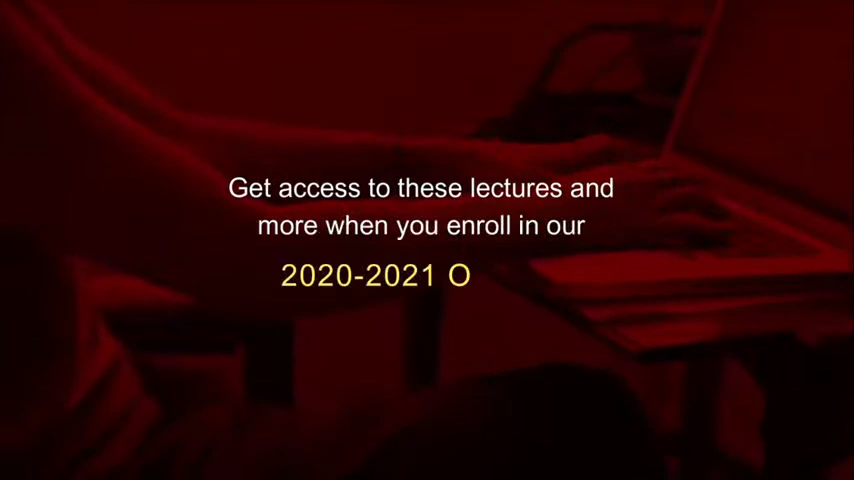 Get access to these lectures and
more when you enroll in our
2020-2021 O